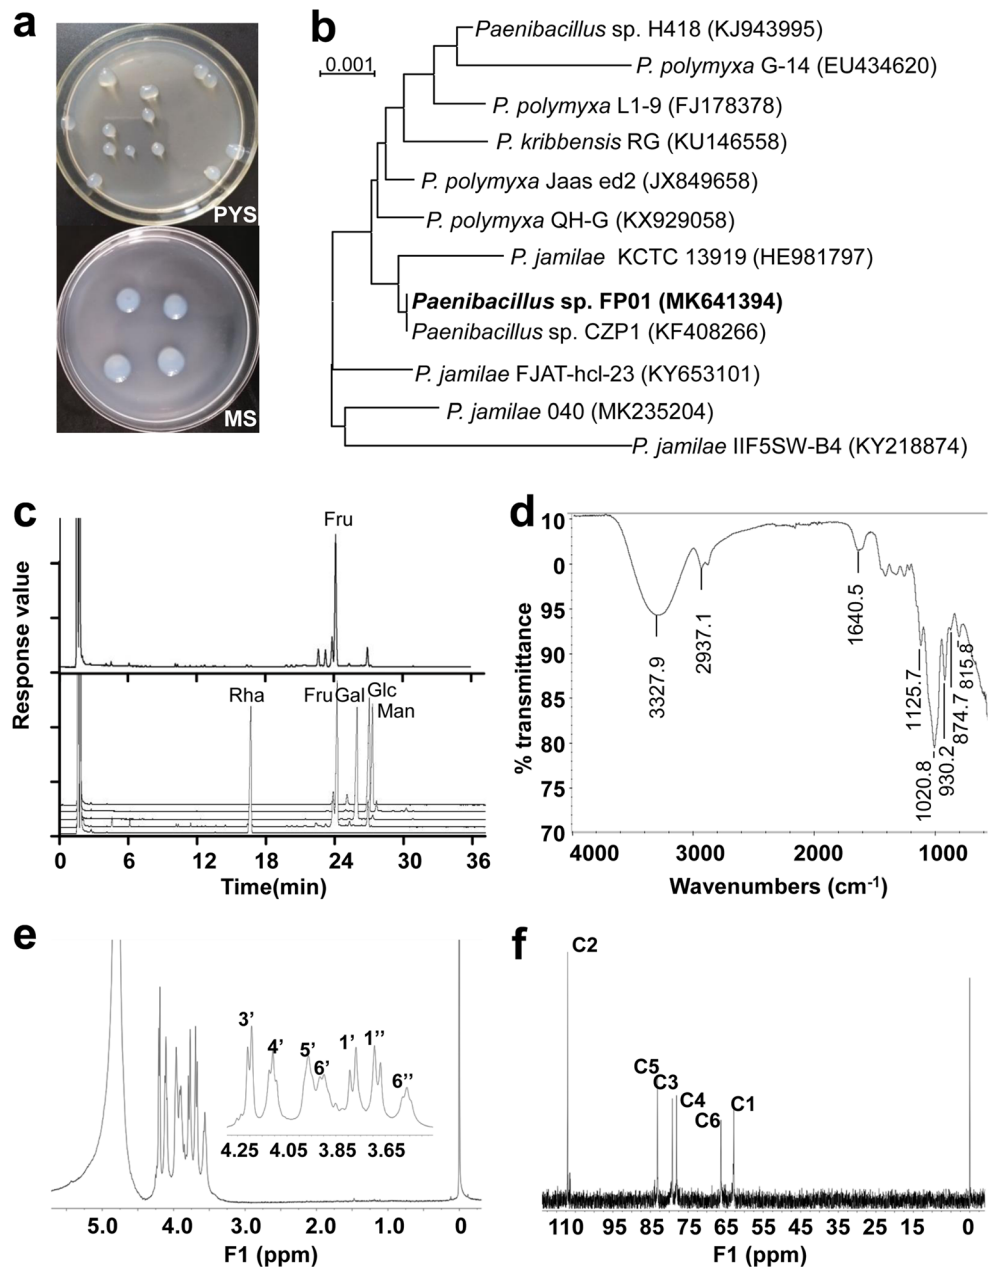 a
PYS
MS
b
0.001
Paenibacillus sp. H418 (KJ943995)
P. polymyxa G-14 (EU434620)
P. polymyxa L1-9 (FJ178378)
P. kribbensis RG (KU146558)
P. polymyxa Jaas ed2 (JX849658)
P. polymyxa QH-G (KX929058)
P. jamilae KCTC 13919 (HE981797)
Paenibacillus sp. FP01 (MK641394)
Paenibacillus sp. CZP1 (KF408266)
P. jamilae FJAT-hcl-23 (KY653101)
P. jamilae 040 (MK235204)
P. jamilae IIF5SW-B4 (KY218874)
c
Response value
Fru
Rha
Fru
Gal
Glc
Man
0 6 12 18 24 30 36
Time(min)
d
% transmittance
10
0
95
90
85
80
75
70
3327.9
2937.1
1640.5
1125.7
1020.8
930.2
874.7
815.8
4000 3000 2000 1000
Wavenumbers (cm-1)
e
3’
4’
5’
6’
1’
1’’
6’’
4.25 4.05 3.85 3.65
5.0 4.0 3.0 2.0 1.0 0
F1 (ppm)
f
C2
C5
C3
C4
C6
C1
110 95 85 75 65 55 45 35 25 15 0
F1 (ppm)